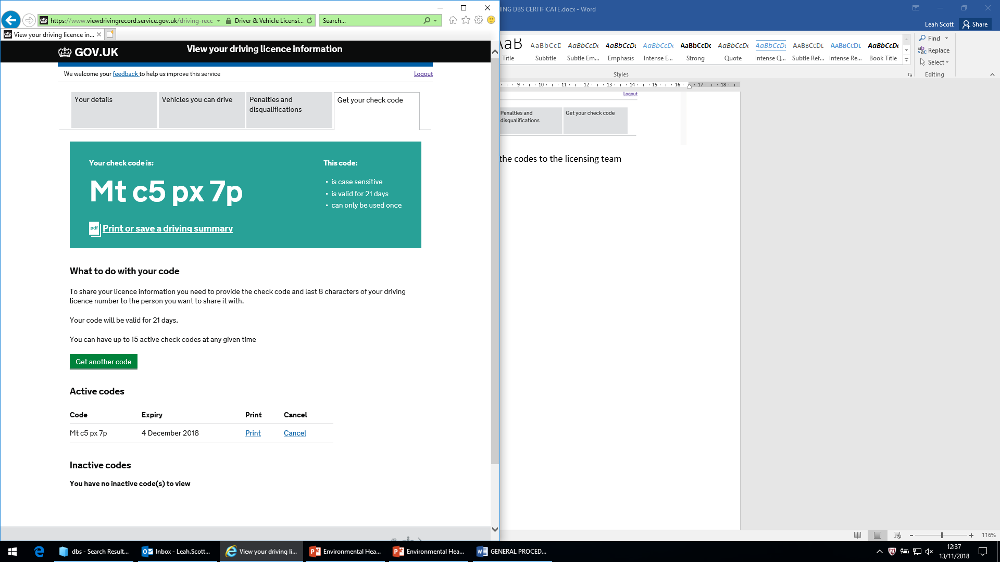 HING DBS CERTIFICATE.docx - Word
Leah Scott
Share
https://www.viewdrivingrecord.service.gov.uk/driving-recc
Driver & Vehicle Licensi...
Search...
View your driving licence in...
GOV.UK
View your driving licence information
We welcome your feedback to help us improve this service
Logout
Your details
Vehicles you can drive
Penalties and
disqualifications
Get your check code
Your check code is:
Mt c5 px 7p
Print or save a driving summary
pdf
This code:
• is case sensitive
• is valid for 21 days
• can only be used once
What to do with your code
To share your licence information you need to provide the check code and last 8 characters of your driving
licence number to the person you want to share it with.
Your code will be valid for 21 days.
You can have up to 15 active check codes at any given time
Get another code
Active codes
Code Expiry Print Cancel
Mt c5 px 7p 4 December 2018 Print Cancel
Inactive codes
You have no inactive code(s) to view
AaB AaBbCcD AaBbCcDc AaBbCcDc AaBbCcDc AaBbCcDc AaBbCcDc AaBbCcDc AABBCCDE AABBCCDE AaBbCcDc
Title Subtitle Subtle Em... Emphasis Intense E... Strong Quote Intense Q... Subtle Ref... Intense Re... Book Title
Styles
Find
Replace
Select
Editing
9 10 11 12 13 14 15 16 17 18
Logout
Penalties and
disqualifications
Get your check code
the codes to the licensing team
116%
dbs - Search Result...
Inbox - Leah.Scott...
View your driving li...
Environmental Hea...
Environmental Hea...
GENERAL PROCED...
12:37
13/11/2018